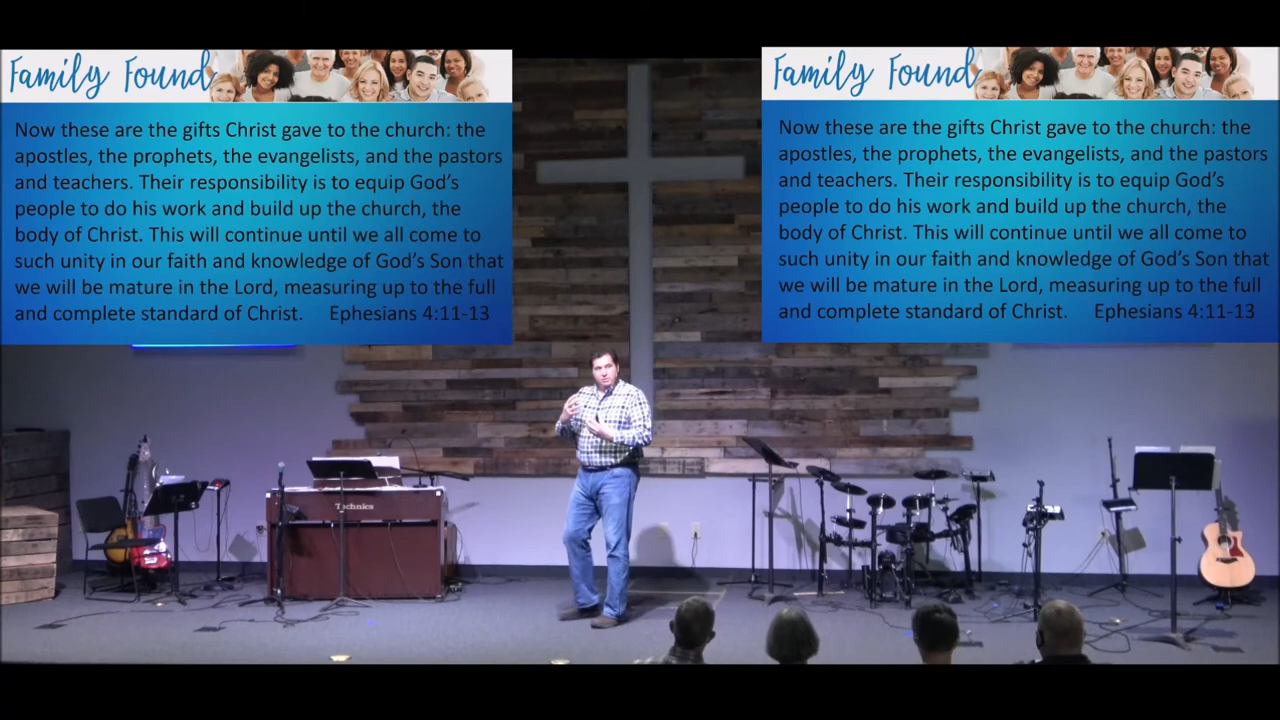 Family Found
Now these are the gifts Christ gave to the church: the
apostles, the prophets, the evangelists, and the pastors
and teachers. Their responsibility is to equip God's
people to do his work and build up the church, the
body of Christ. This will continue until we all come to
such unity in our faith and knowledge of God's Son that
we will be mature in the Lord, measuring up to the full
and complete standard of Christ. Ephesians 4:11-13
Family Found
Now these are the gifts Christ gave to the church: the
apostles, the prophets, the evangelists, and the pastors
and teachers. Their responsibility is to equip God's
people to do his work and build up the church, the
body of Christ. This will continue until we all come to
such unity in our faith and knowledge of God's Son that
we will be mature in the Lord, measuring up to the full
and complete standard of Christ. Ephesians 4:11-13
Technics